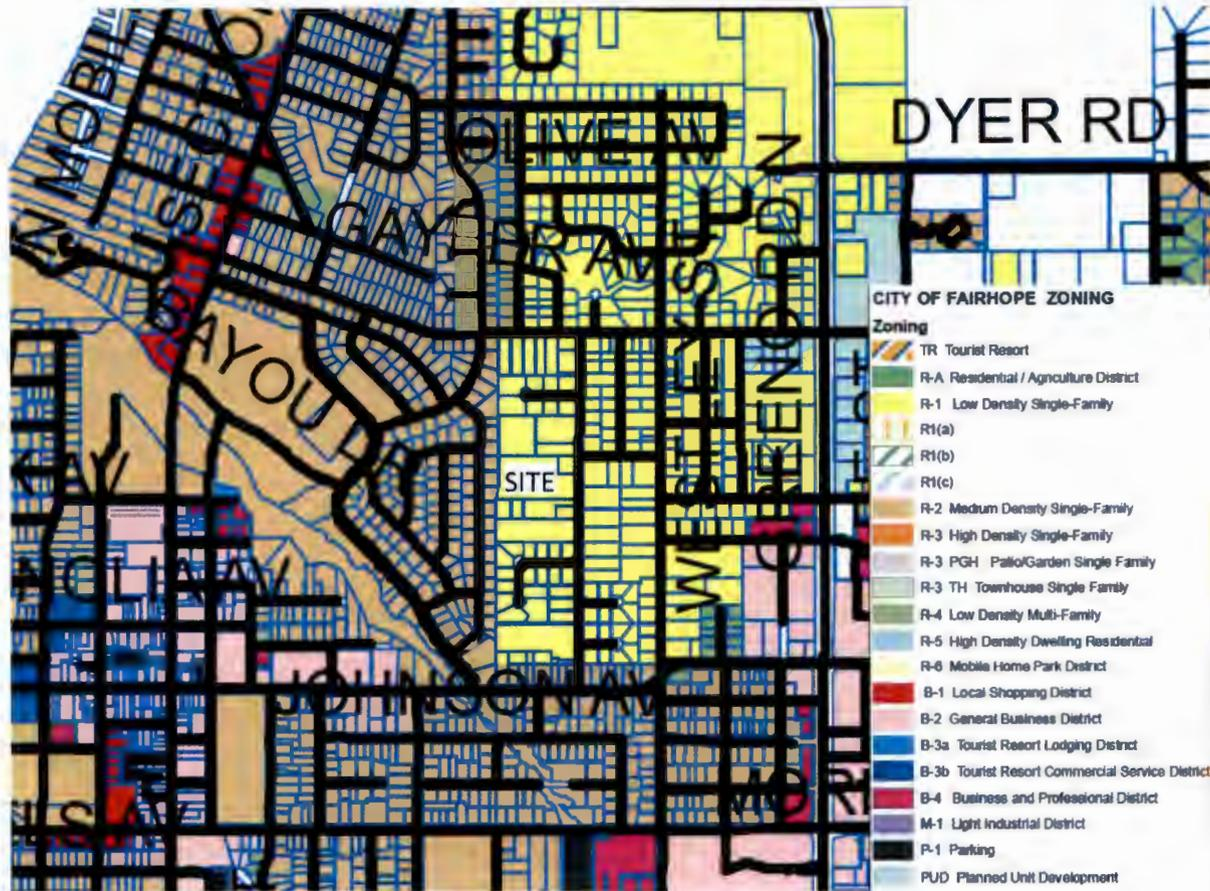 DYER RD
OLIVE AV
GAY
SITE
JOHNSON AV
CITY OF FAIRHOPE ZONING
Zoning
TR Tourist Resort
R-A Residential / Agriculture District
R-1 Low Density Single-Family
R1(a)
R1(b)
R1(c)
R-2 Medium Density Single-Family
R-3 High Density Single-Family
R-3 PGH Patio/Garden Single Family
R-3 TH Townhouse Single Family
R-4 Low Density Multi-Family
R-5 High Density Dwelling Residential
R-6 Mobile Home Park District
B-1 Local Shopping District
B-2 General Business District
B-3a Tourist Resort Lodging District
B-3b Tourist Resort Commercial Service District
B-4 Business and Professional District
M-1 Light Industrial District
P-1 Parking
PUD Planned Unit Development